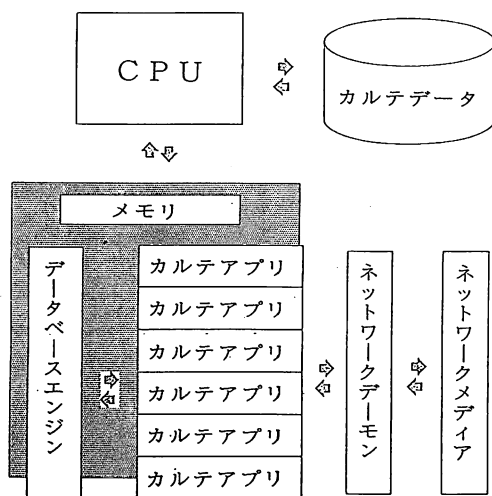 CPU
カルテデータ
メモリ
データベースエンジン
カルテアプリ
カルテアプリ
カルテアプリ
カルテアプリ
カルテアプリ
カルテアプリ
ネットワークデーモン
ネットワークメディア